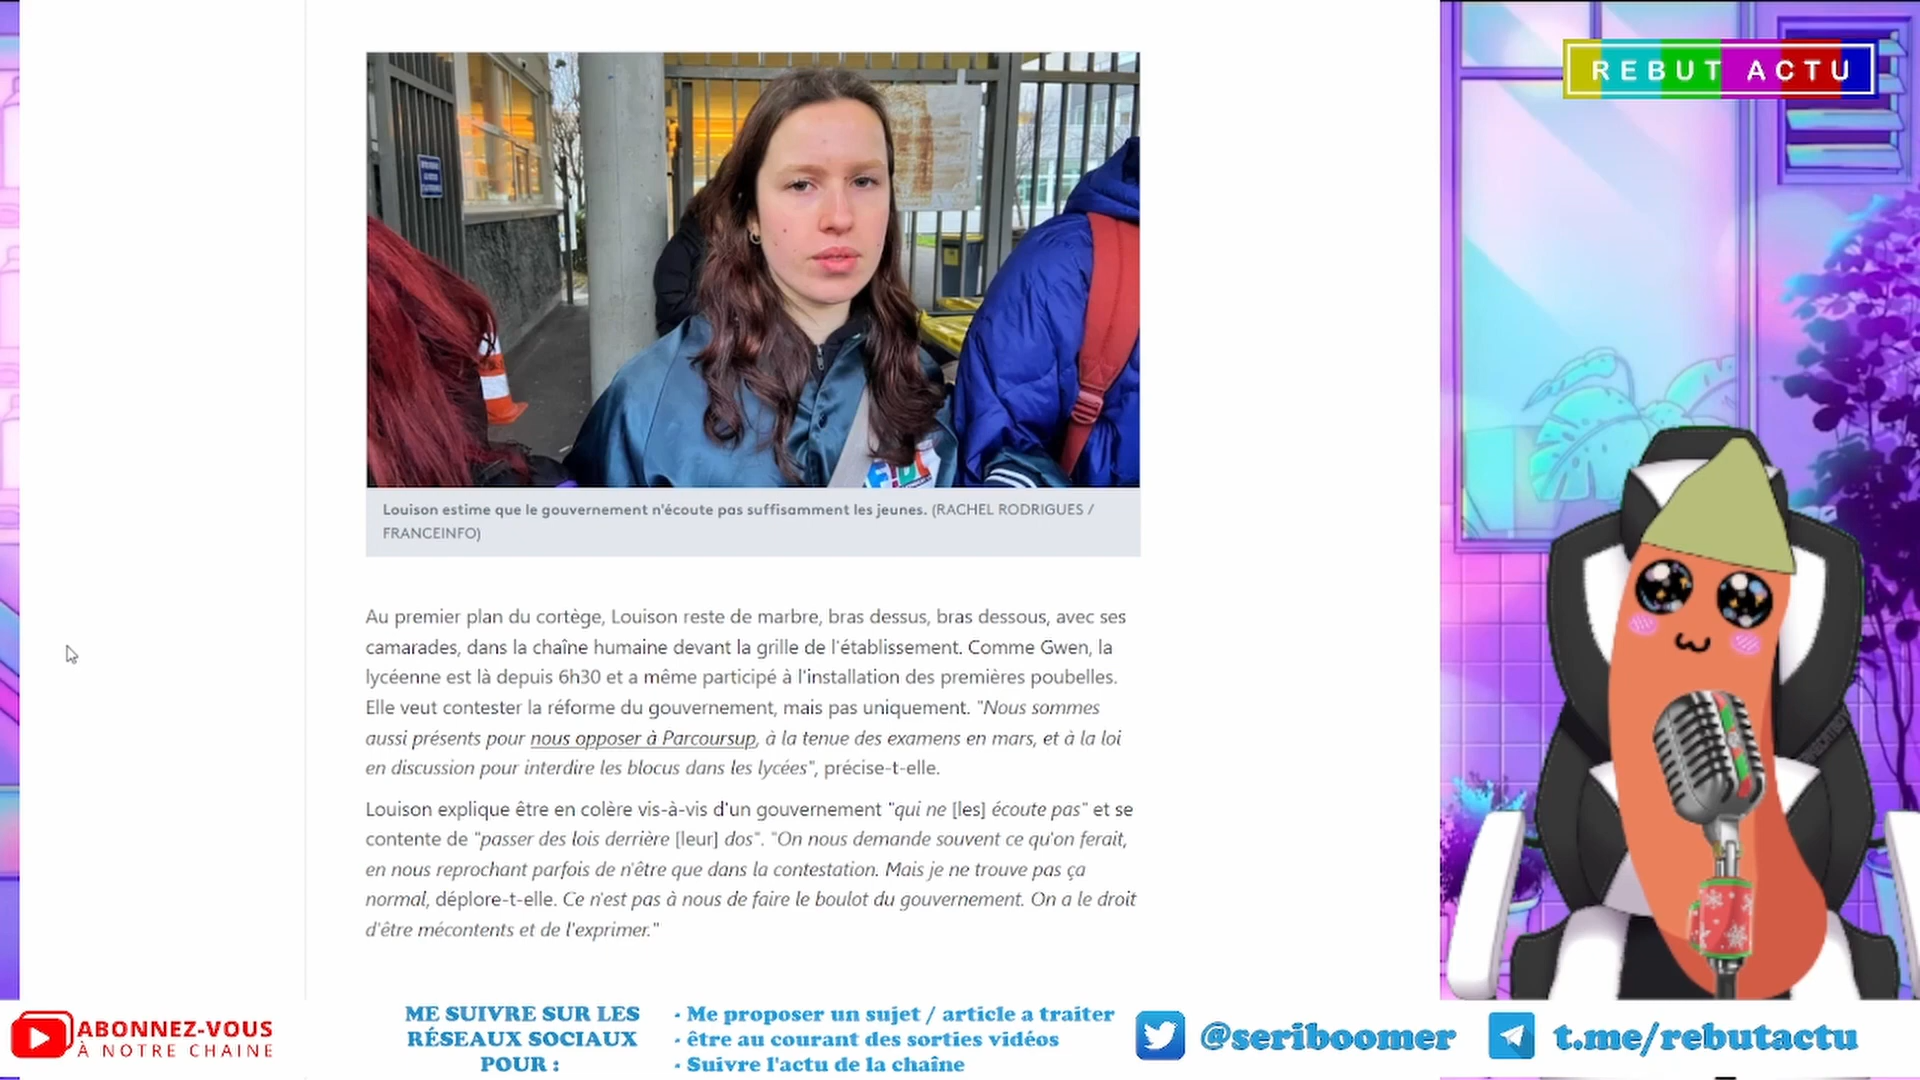 REBUT ACTU
Louison estime que le gouvernement n'écoute pas suffisamment les jeunes. (RACHEL RODRIGUES /
FRANCEINFO)
Au premier plan du cortège, Louison reste de marbre, bras dessus, bras dessous, avec ses
camarades, dans la chaîne humaine devant la grille de l'établissement. Comme Gwen, la
lycéenne est là depuis 6h30 et a même participé à l'installation des premières poubelles.
Elle veut contester la réforme du gouvernement, mais pas uniquement. "Nous sommes
aussi présents pour nous opposer à Parcoursup, à la tenue des examens en mars, et à la loi
en discussion pour interdire les blocus dans les lycées", précise-t-elle.
Louison explique être en colère vis-à-vis d'un gouvernement "qui ne [les] écoute pas" et se
contente de "passer des lois derrière [leur] dos". "On nous demande souvent ce qu'on ferait,
en nous reprochant parfois de n'être que dans la contestation. Mais je ne trouve pas ça
normal, déplore-t-elle. Ce n'est pas à nous de faire le boulot du gouvernement. On a le droit
d'être mécontents et de l'exprimer."
ABONNEZ-VOUS
À NOTRE CHAINE
ME SUIVRE SUR LES
RÉSEAUX SOCIAUX
POUR :
- Me proposer un sujet / article a traiter
- être au courant des sorties vidéos
- Suivre l'actu de la chaîne
@seriboomer
t.me/rebutactu